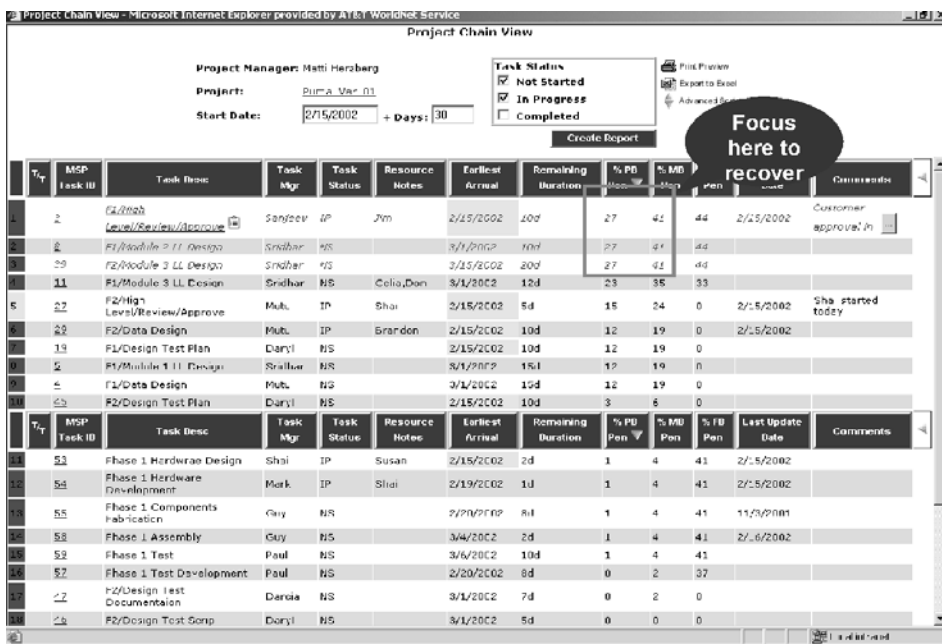 Project Chain View - Microsoft Internet Explorer provided by AT&T WorldNet Service
Project Chain View
Project Manager: Matti Herzberg
Project: Puma Ver 01
Start Date: 2/15/2002 + Days: 30
Task Status
Not Started
In Progress
Completed
Print Preview
Export to Excel
Advanced
Create Report
Focus
here to
recover
T/T MSP Task ID Task Desc Task Mgr Task Status Resource Notes Earliest Arrival Remaining Duration % PB Pen % MB Pen Date Comments
1 2 F1/High Level/Review/Approve Sanjeev IP Jim 2/15/2002 10d 27 41 44 2/15/2002 Customer approval in ...
2 8 F1/Module 2 LL Design Sridhar NS 3/1/2002 10d 27 41 44
3 29 F2/Module 3 LL Design Sridhar NS 3/15/2002 20d 27 41 44
4 11 F1/Module 3 LL Design Sridhar NS Celia,Don 3/1/2002 12d 23 35 33
5 27 F2/High Level/Review/Approve Mutu IP Shai 2/15/2002 5d 15 24 0 2/15/2002 Shai started today
6 29 F2/Data Design Mutu IP Brandon 2/15/2002 10d 12 19 0 2/15/2002
7 19 F1/Design Test Plan Daryl NS 2/15/2002 10d 12 19 0
8 5 F1/Module 1 LL Design Sridhar NS 3/1/2002 15d 12 19 0
9 4 F1/Data Design Mutu NS 3/1/2002 15d 12 19 0
10 45 F2/Design Test Plan Daryl NS 2/15/2002 10d 3 6 0
T/T MSP Task ID Task Desc Task Mgr Task Status Resource Notes Earliest Arrival Remaining Duration % PB Pen % MB Pen % FB Pen Last Update Date Comments
11 53 Phase 1 Hardwrae Design Shai IP Susan 2/15/2002 2d 1 4 41 2/15/2002
12 54 Phase 1 Hardware Development Mark IP Shai 2/19/2002 1d 1 4 41 2/15/2002
13 55 Phase 1 Components Fabrication Guy NS 2/20/2002 8d 1 4 41 11/3/2001
14 58 Phase 1 Assembly Guy NS 3/4/2002 2d 1 4 41 2/16/2002
15 59 Phase 1 Test Paul NS 3/6/2002 10d 1 4 41
16 57 Phase 1 Test Development Paul NS 2/20/2002 8d 0 2 37
17 47 F2/Design Test Documentaion Darcia NS 3/1/2002 7d 0 2 0
18 46 F2/Design Test Scrip Daryl NS 3/1/2002 5d 0 0 0
Local intranet